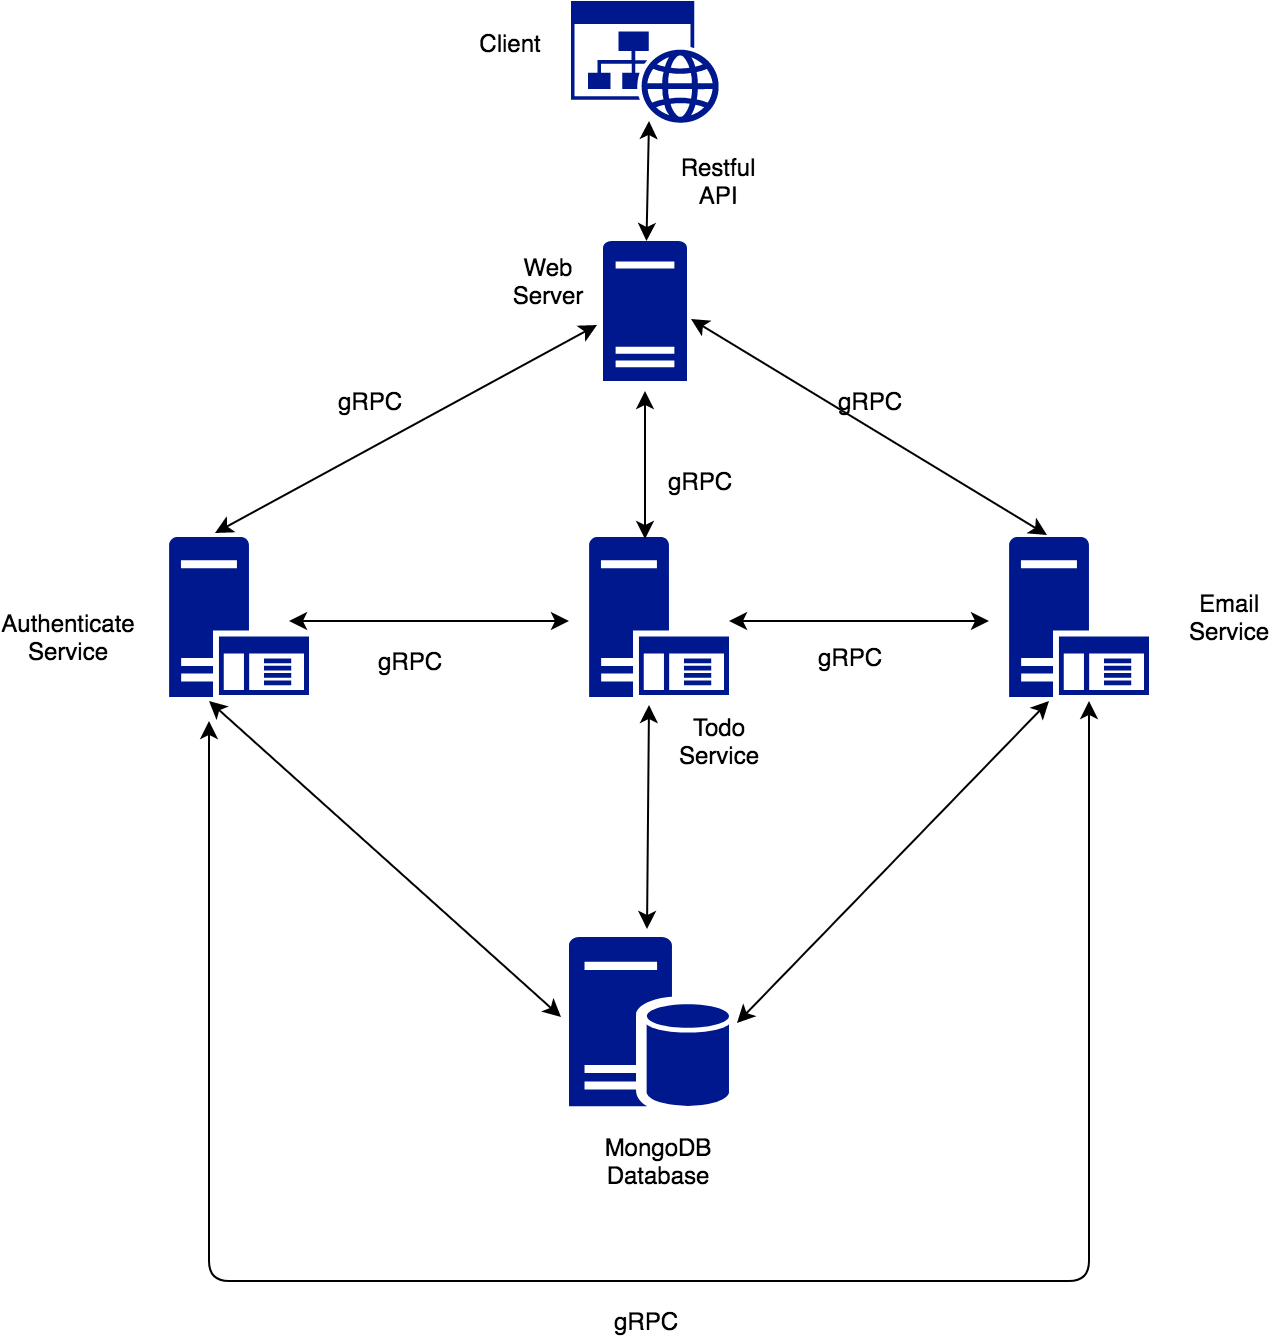 Client
Restful
API
Web
Server
gRPC
gRPC
gRPC
Authenticate
Service
Email
Service
gRPC
gRPC
Todo
Service
MongoDB
Database
gRPC